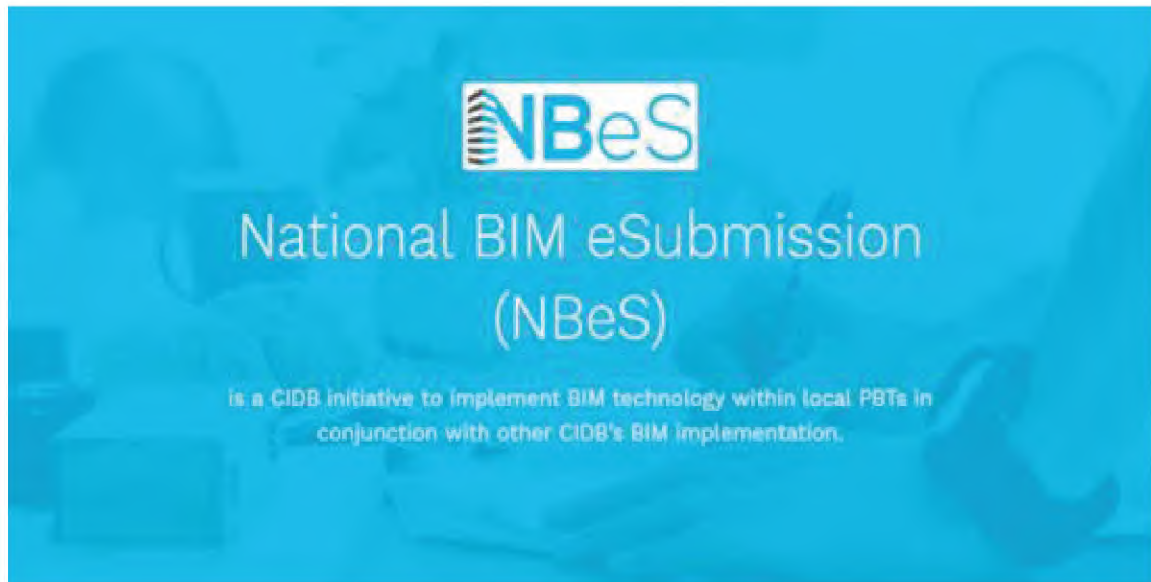 NBeS
National BIM eSubmission
(NBeS)
is a CIDB initiative to implement BIM technology within local PBTs in
conjunction with other CIDB's BIM implementation.